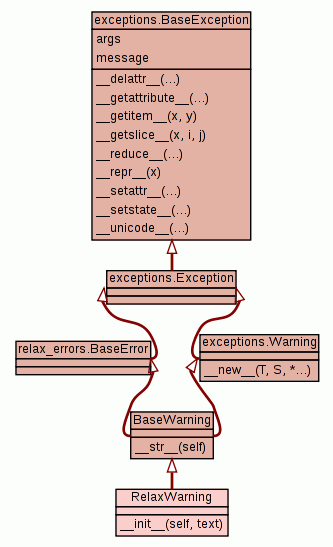 exceptions.BaseException
args
message
__delattr__(...)
__getattribute__(...)
__getitem__(x, y)
__getslice__(x, i, j)
__reduce__(...)
__repr__(x)
__setattr__(...)
__setstate__(...)
__unicode__(...)
exceptions.Exception
relax_errors.BaseError
exceptions.Warning
__new__(T, S, *...)
BaseWarning
__str__(self)
RelaxWarning
__init__(self, text)